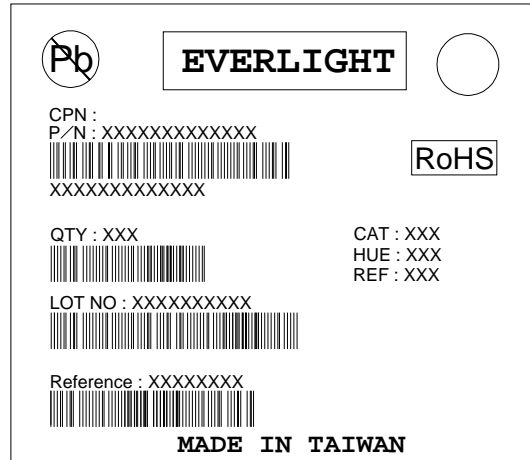 Pb
EVERLIGHT
CPN :
P/N : XXXXXXXXXXXXX
XXXXXXXXXXXXX
RoHS
QTY : XXX
CAT : XXX
HUE : XXX
REF : XXX
LOT NO : XXXXXXXXXX
Reference : XXXXXXXX
MADE IN TAIWAN